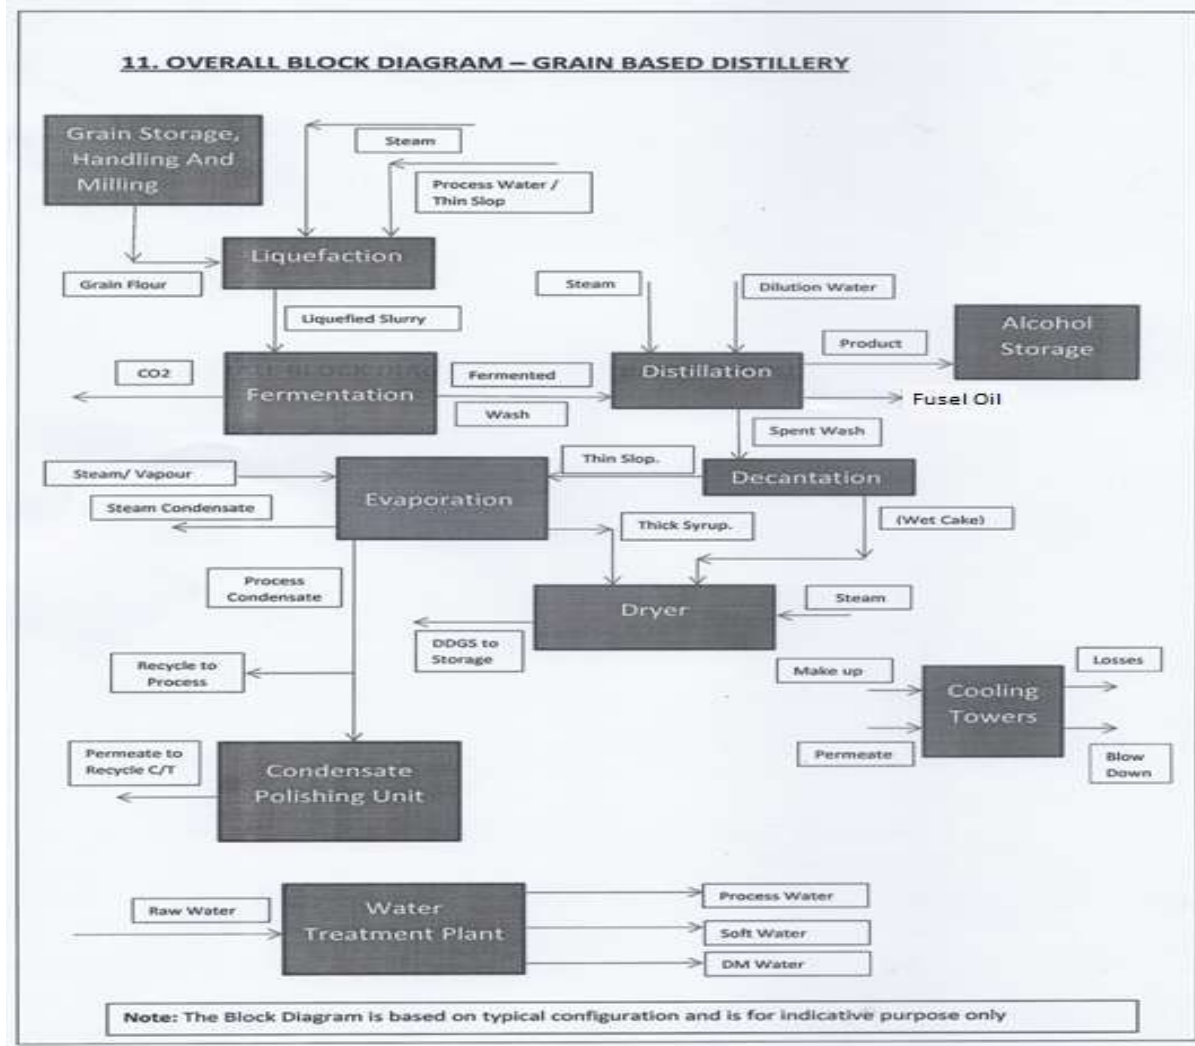 11. OVERALL BLOCK DIAGRAM – GRAIN BASED DISTILLERY
Grain Storage,
Handling And
Milling
Steam
Process Water /
Thin Slop
Liquefaction
Grain Flour
Steam
Dilution Water
Liquefied Slurry
Alcohol
Storage
Product
CO2
Fermentation
Fermented
Wash
Distillation
Fusel Oil
Spent Wash
Thin Slop.
Decantation
Steam/ Vapour
Steam Condensate
Evaporation
Thick Syrup.
(Wet Cake)
Process
Condensate
Dryer
Steam
DDGS to
Storage
Recycle to
Process
Make up
Cooling
Towers
Losses
Permeate
Blow
Down
Permeate to
Recycle C/T
Condensate
Polishing Unit
Raw Water
Water
Treatment Plant
Process Water
Soft Water
DM Water
Note: The Block Diagram is based on typical configuration and is for indicative purpose only